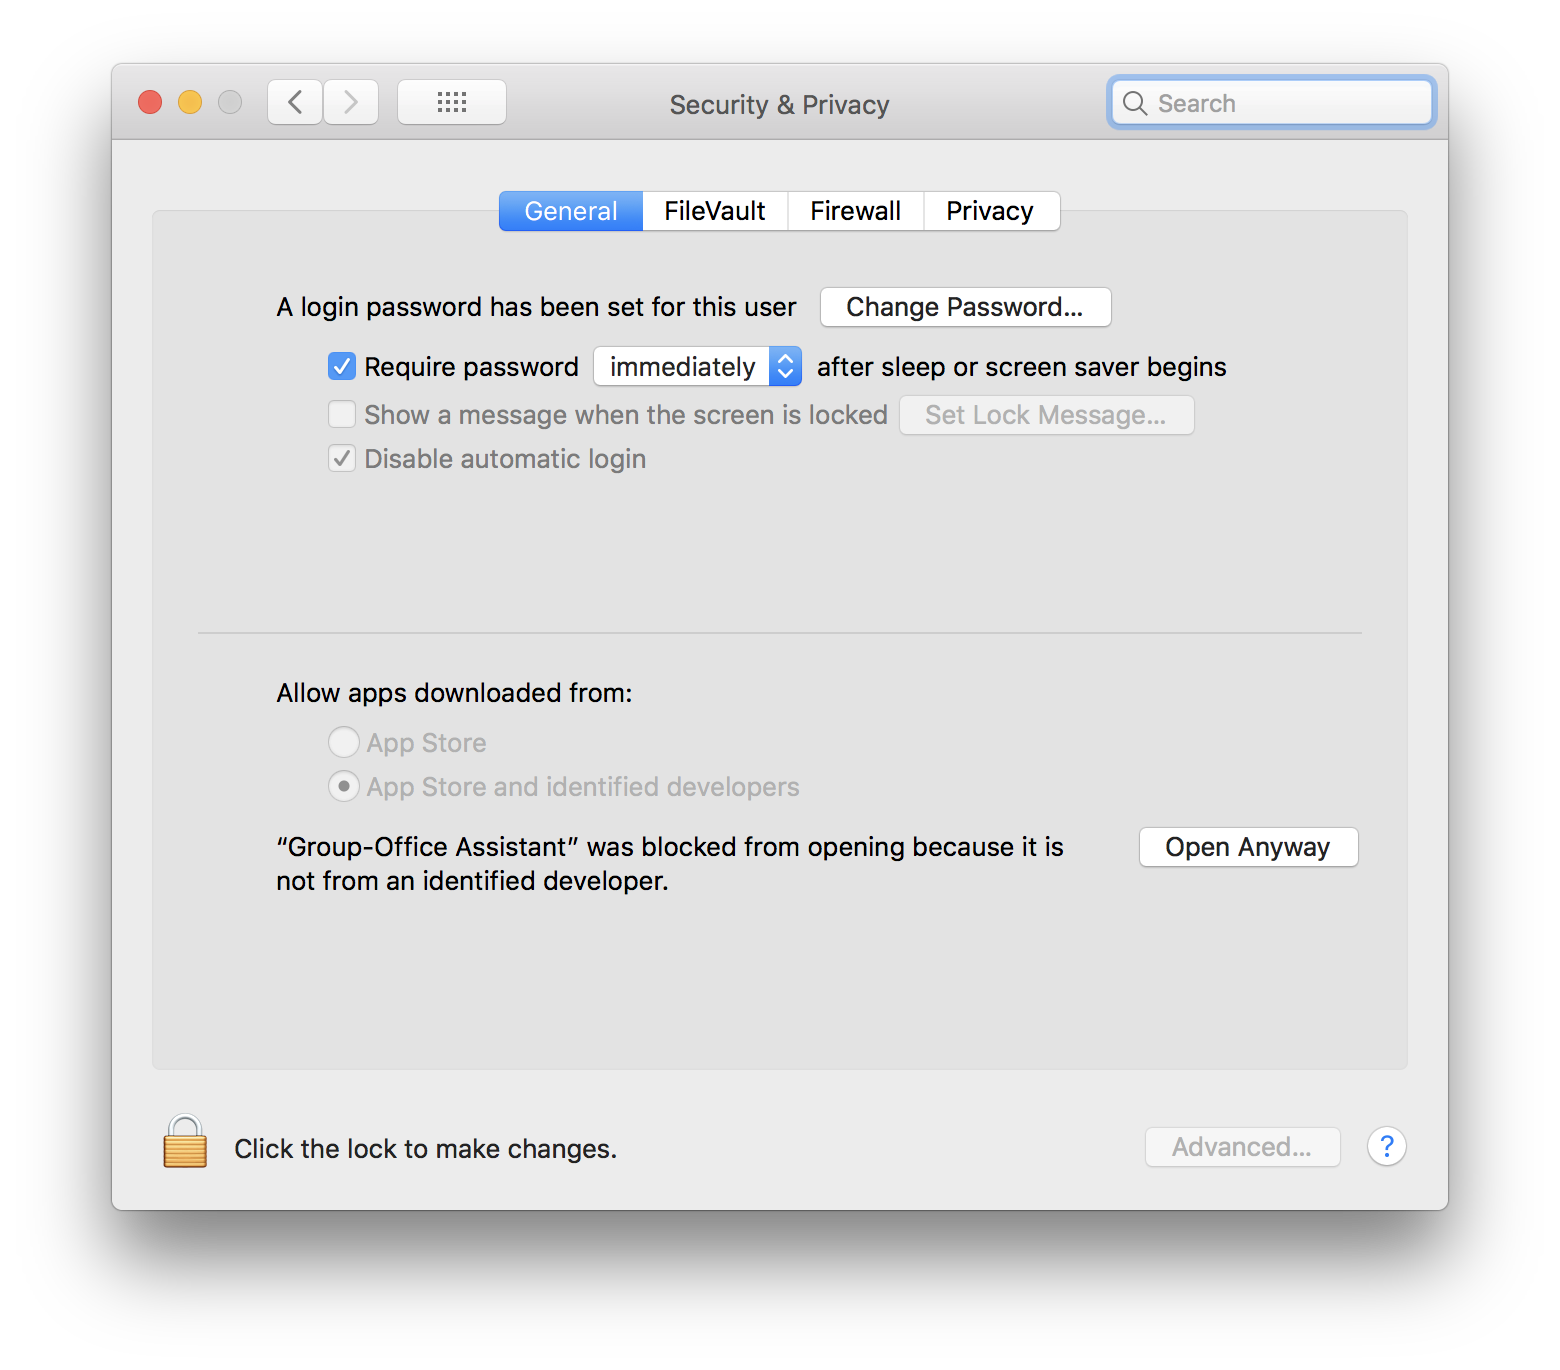 Security & Privacy
Search
General
FileVault
Firewall
Privacy
A login password has been set for this user
Change Password...
Require password
immediately
after sleep or screen saver begins
Show a message when the screen is locked
Set Lock Message...
Disable automatic login
Allow apps downloaded from:
App Store
App Store and identified developers
“Group-Office Assistant” was blocked from opening because it is
not from an identified developer.
Open Anyway
Click the lock to make changes.
Advanced...
?